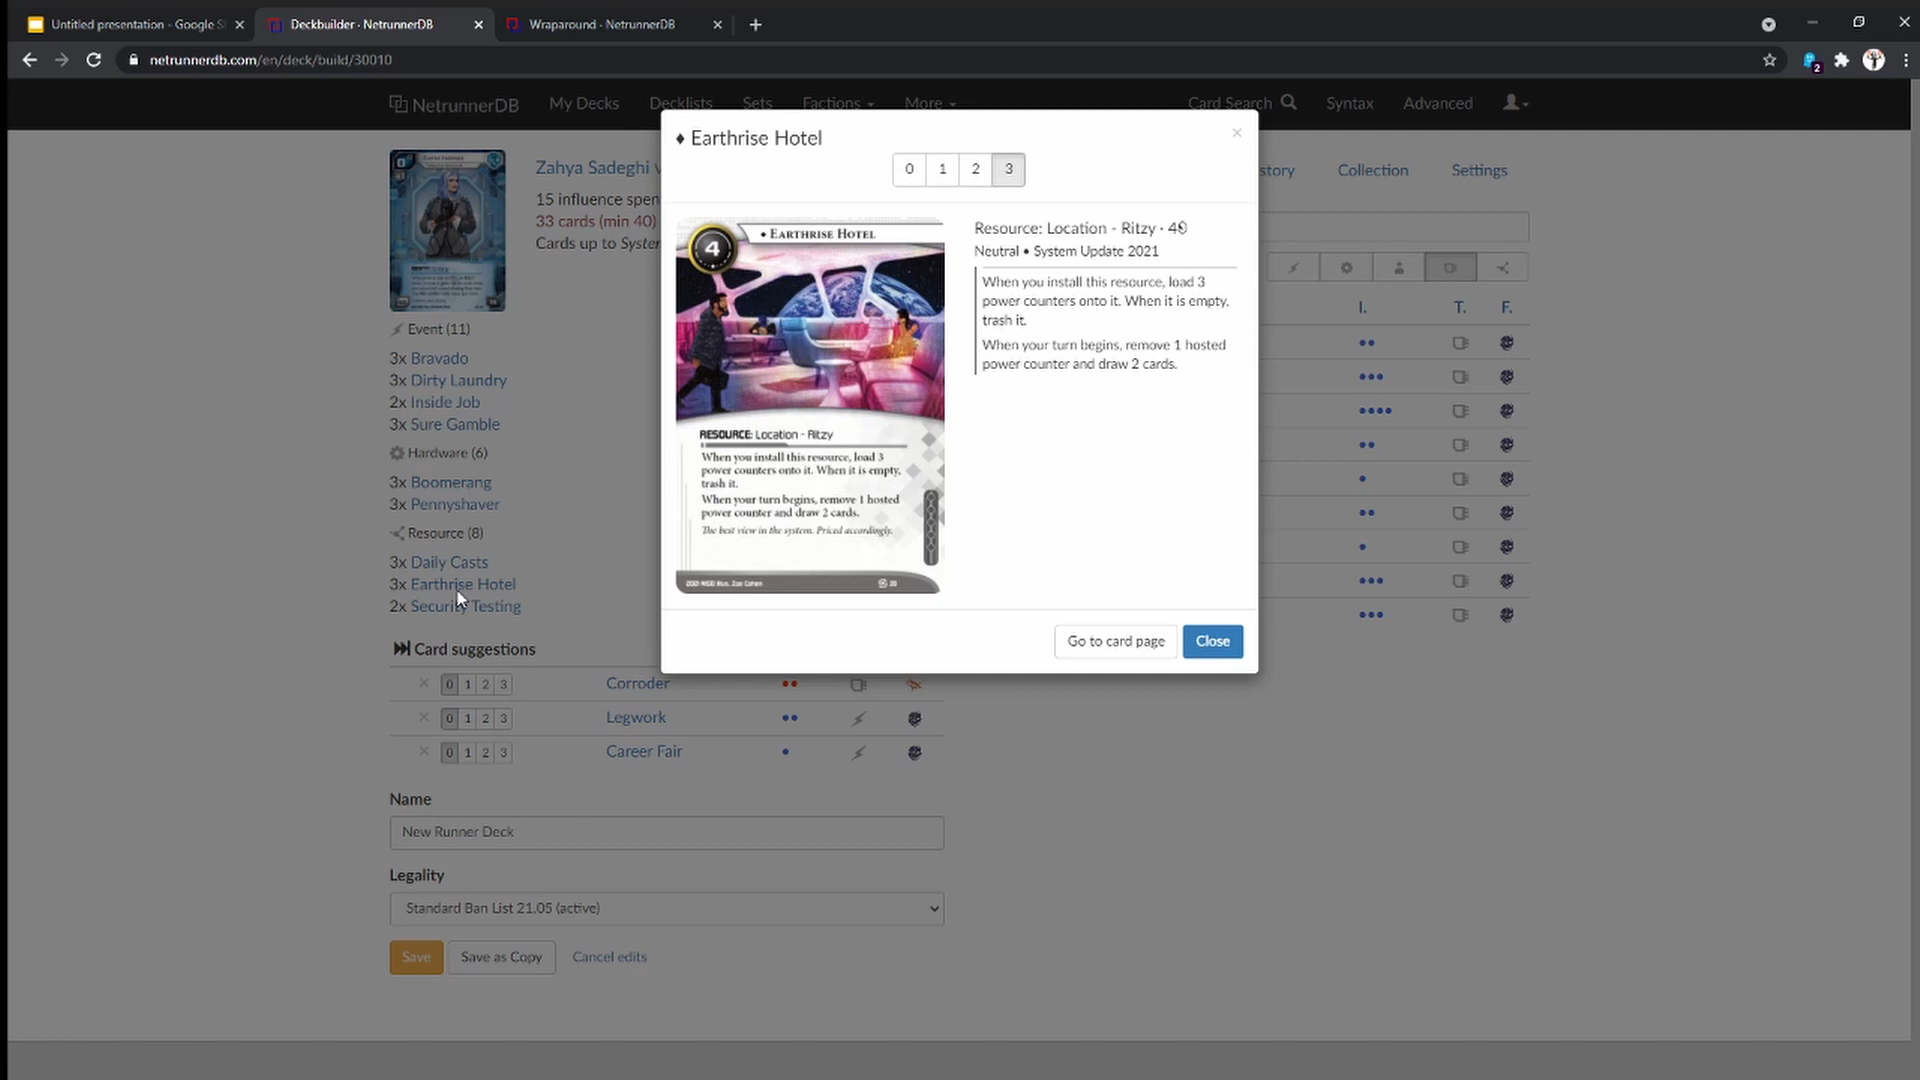 Untitled presentation - Google S
Deckbuilder · NetrunnerDB
Wraparound · NetrunnerDB
netrunnerdb.com/en/deck/build/30010
2
NetrunnerDB My Decks Decklists Sets Factions More Card Search Syntax Advanced
Zahya Sadeghi
15 influence spen
33 cards (min 40)
Cards up to Syster
story Collection Settings
Event (11)
3x Bravado
3x Dirty Laundry
2x Inside Job
3x Sure Gamble
Hardware (6)
3x Boomerang
3x Pennyshaver
Resource (8)
3x Daily Casts
3x Earthrise Hotel
2x Security Testing
I. T. F.
♦ Earthrise Hotel
×
0 1 2 3
4
♦ EARTHRISE HOTEL
RESOURCE: Location - Ritzy
When you install this resource, load 3
power counters onto it. When it is empty,
trash it.
When your turn begins, remove 1 hosted
power counter and draw 2 cards.
The best view in the system. Priced accordingly.
Resource: Location - Ritzy · 4
Neutral • System Update 2021
When you install this resource, load 3
power counters onto it. When it is empty,
trash it.
When your turn begins, remove 1 hosted
power counter and draw 2 cards.
Go to card page Close
Card suggestions
× 0 1 2 3 Corroder
× 0 1 2 3 Legwork
× 0 1 2 3 Career Fair
Name
New Runner Deck
Legality
Standard Ban List 21.05 (active)
Save Save as Copy Cancel edits